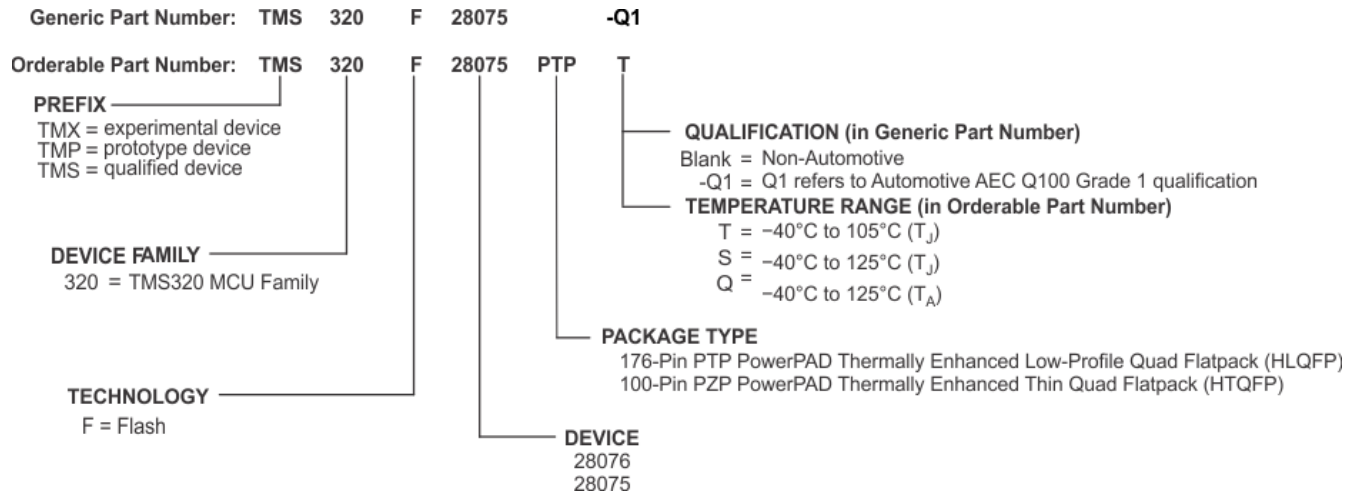 Generic Part Number: TMS 320 F 28075 -Q1
Orderable Part Number: TMS 320 F 28075 PTP T
PREFIX
TMX = experimental device
TMP = prototype device
TMS = qualified device
QUALIFICATION (in Generic Part Number)
Blank = Non-Automotive
-Q1 = Q1 refers to Automotive AEC Q100 Grade 1 qualification
TEMPERATURE RANGE (in Orderable Part Number)
T = −40°C to 105°C (TJ)
S = −40°C to 125°C (TJ)
Q = −40°C to 125°C (TA)
DEVICE FAMILY
320 = TMS320 MCU Family
PACKAGE TYPE
176-Pin PTP PowerPAD Thermally Enhanced Low-Profile Quad Flatpack (HLQFP)
100-Pin PZP PowerPAD Thermally Enhanced Thin Quad Flatpack (HTQFP)
TECHNOLOGY
F = Flash
DEVICE
28076
28075